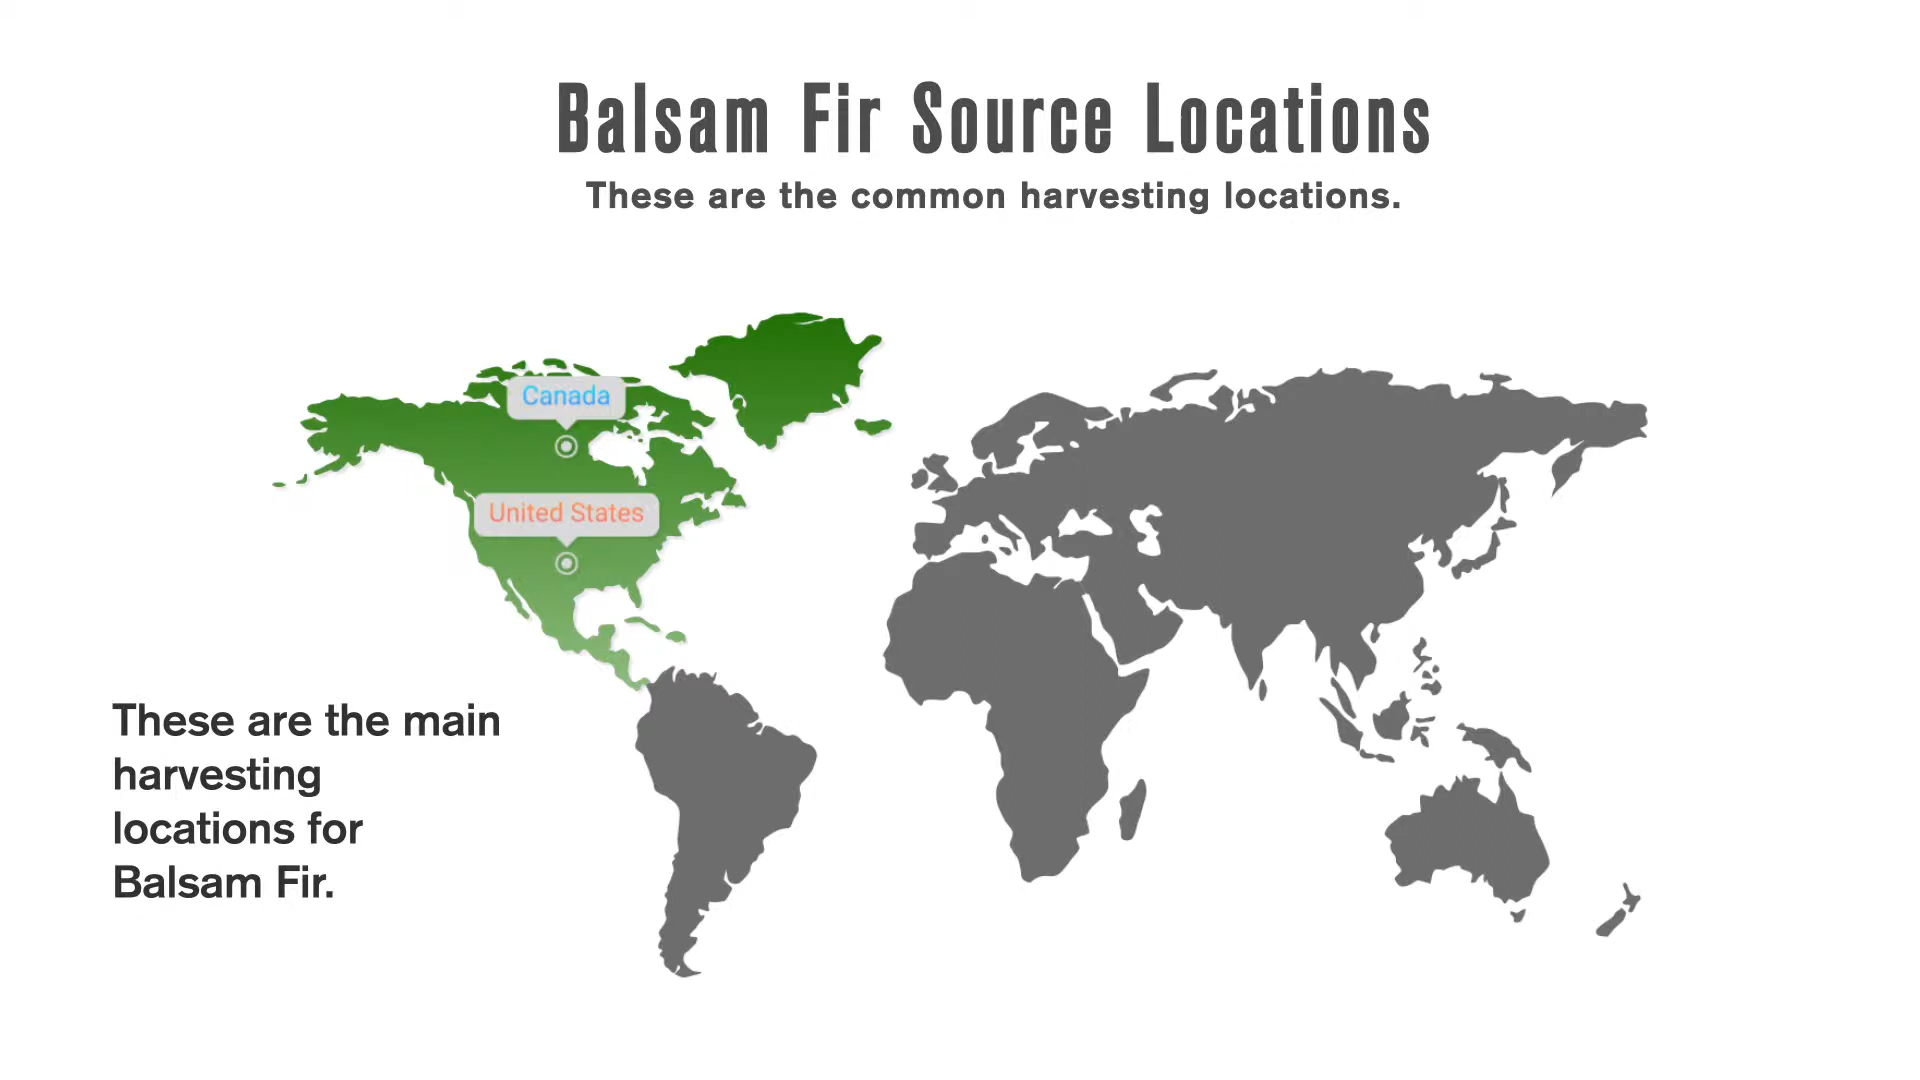 Balsam Fir Source Locations
These are the common harvesting locations.
Canada
United States
These are the main
harvesting
locations for
Balsam Fir.